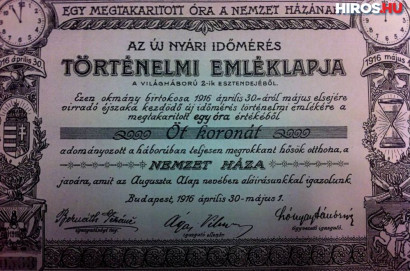 HIROS.HU
EGY MEGTAKARITOTT ÓRA A NEMZET HÁZÁNAK
1916 április 30
1916 május 1
AZ ÚJ NYÁRI IDŐMÉRÉS
TÖRTÉNELMI EMLÉKLAPJA
A VILÁGHÁBORÚ 2-IK ESZTENDEJÉBŐL.
Ezen okmány birtokosa 1916 április 30-áról május elsejére
virradó éjszaka kezdődő új időmérés történelmi emlékére a
megtakarított egy óra értékéből
Öt koronát
adományozott a háborúban teljesen megrokkant hősök otthona, a
NEMZET HÁZA
javára, amit az Auguszta Alap nevében aláírásunkkal igazolunk.
Budapest, 1916 április 30-május 1.